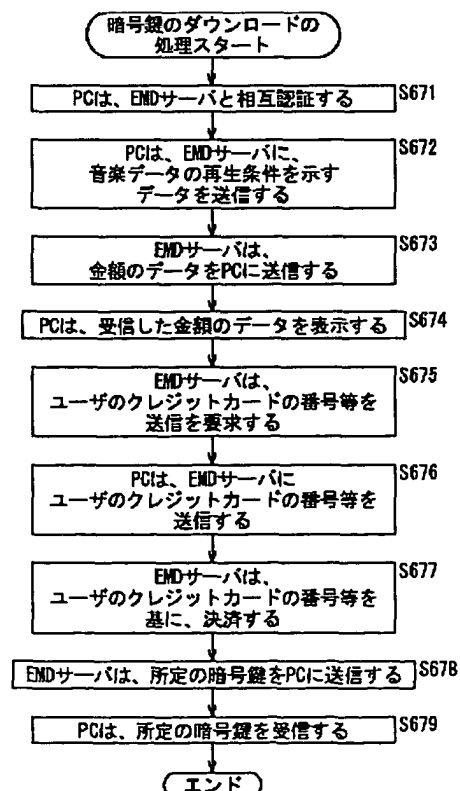 暗号鍵のダウンロードの
処理スタート
PCは、EMDサーバと相互認証する
S671
PCは、EMDサーバに、
音楽データの再生条件を示す
データを送信する
S672
EMDサーバは、
金額のデータをPCに送信する
S673
PCは、受信した金額のデータを表示する
S674
EMDサーバは、
ユーザのクレジットカードの番号等を
送信を要求する
S675
PCは、EMDサーバに
ユーザのクレジットカードの番号等を
送信する
S676
EMDサーバは、
ユーザのクレジットカードの番号等を
基に、決済する
S677
EMDサーバは、所定の暗号鍵をPCに送信する
S678
PCは、所定の暗号鍵を受信する
S679
エンド